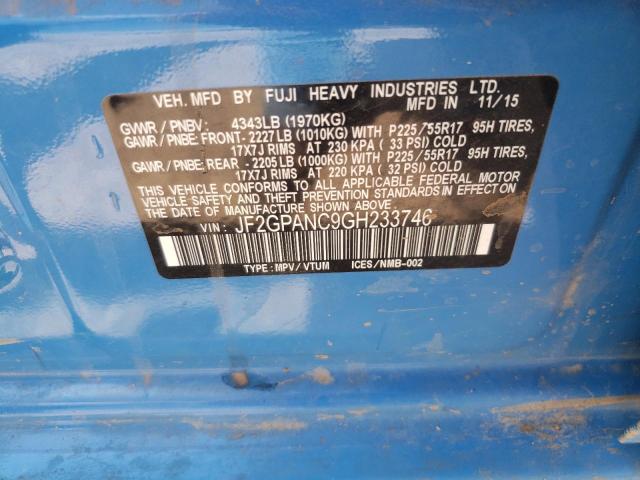 VEH. MFD BY FUJI HEAVY INDUSTRIES LTD.
MFD IN 11/15
GVWR / PNBV : 4343LB (1970KG)
GAWR / PNBE: FRONT- 2227 LB (1010KG) WITH P225/55R17 95H TIRES,
17X7J RIMS AT 230 KPA ( 33 PSI) COLD
GAWR / PNBE: REAR - 2205 LB (1000KG) WITH P225/55R17 95H TIRES,
17X7J RIMS AT 220 KPA ( 32 PSI) COLD
THIS VEHICLE CONFORMS TO ALL APPLICABLE FEDERAL MOTOR
VEHICLE SAFETY AND THEFT PREVENTION STANDARDS IN EFFECT ON
THE DATE OF MANUFACTURE SHOWN ABOVE.
VIN : JF2GPANC9GH233746
TYPE : MPV / VTUM ICES/NMB-002